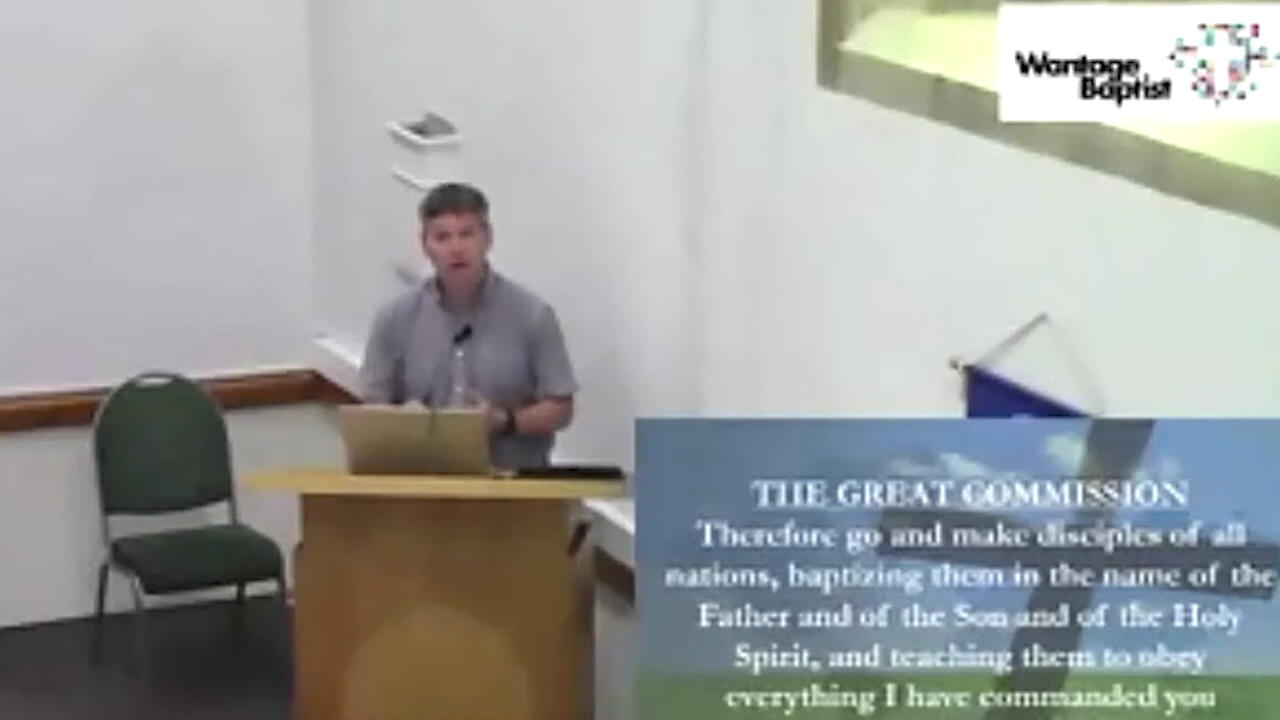 Wantage
Baptist
THE GREAT COMMISSION
Therefore go and make disciples of all
nations, baptizing them in the name of the
Father and of the Son and of the Holy
Spirit, and teaching them to obey
everything I have commanded you